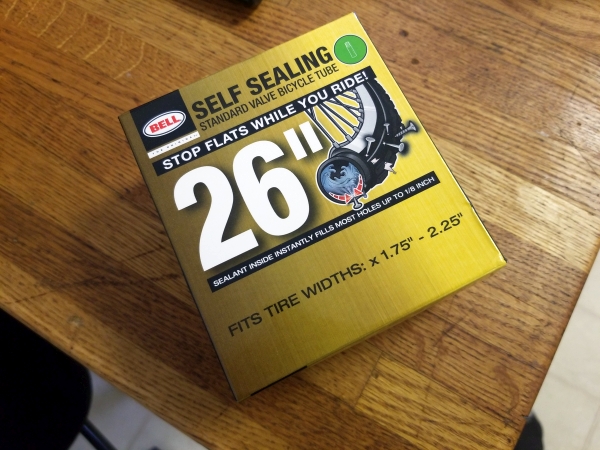 BELL
SELF SEALING
STANDARD VALVE BICYCLE TUBE
STOP FLATS WHILE YOU RIDE!
26"
SEALANT INSIDE INSTANTLY FILLS MOST HOLES UP TO 1/8 INCH
FITS TIRE WIDTHS: x 1.75" - 2.25"